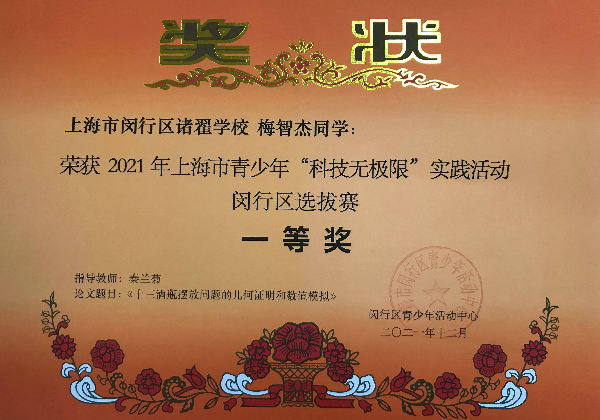 奖 状
上海市闵行区诸翟学校 梅智杰同学：
荣获 2021 年上海市青少年“科技无极限”实践活动
闵行区选拔赛
一等奖
指导教师：秦兰菊
论文题目：《十三酒瓶摆放问题的几何证明和数值模拟》
闵行区青少年活动中心
二〇二一年十二月